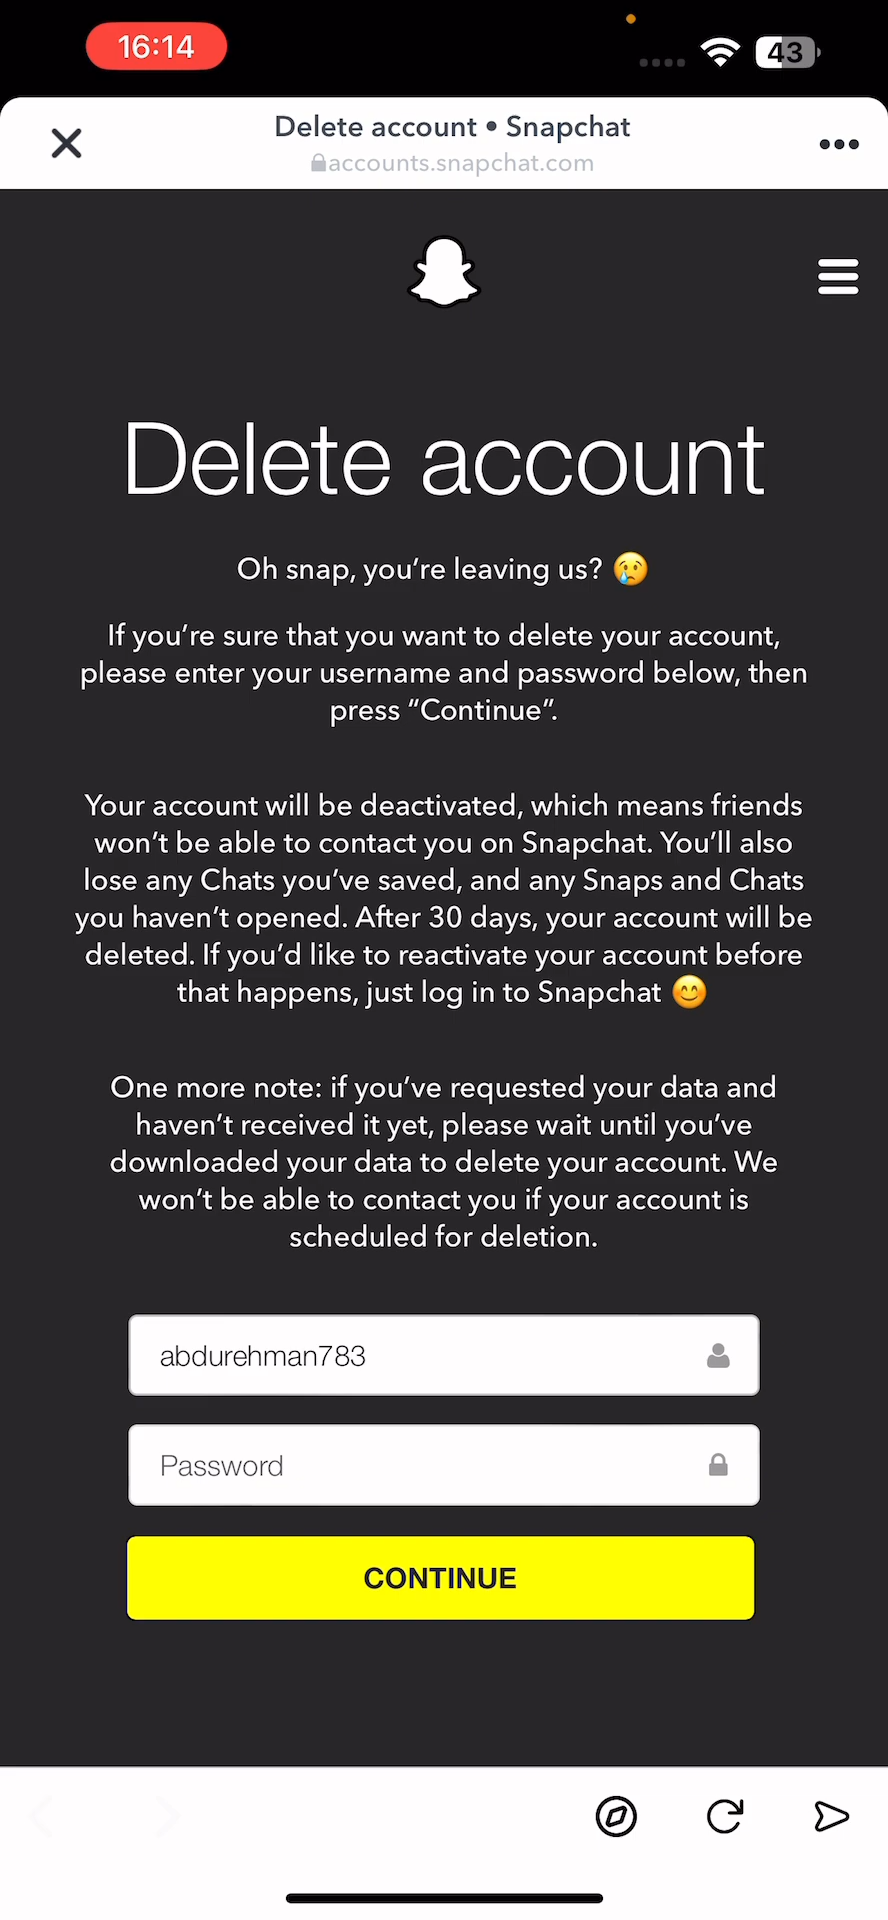 16:14
43
Delete account • Snapchat
accounts.snapchat.com
Delete account
Oh snap, you’re leaving us? 😢
If you’re sure that you want to delete your account,
please enter your username and password below, then
press “Continue”.
Your account will be deactivated, which means friends
won’t be able to contact you on Snapchat. You’ll also
lose any Chats you’ve saved, and any Snaps and Chats
you haven’t opened. After 30 days, your account will be
deleted. If you’d like to reactivate your account before
that happens, just log in to Snapchat 😊
One more note: if you’ve requested your data and
haven’t received it yet, please wait until you’ve
downloaded your data to delete your account. We
won’t be able to contact you if your account is
scheduled for deletion.
abdurehman783
Password
CONTINUE